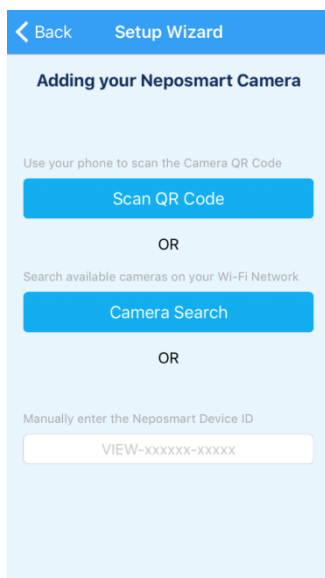 Back Setup Wizard
Adding your Neposmart Camera
Use your phone to scan the Camera QR Code
Scan QR Code
OR
Search available cameras on your Wi-Fi Network
Camera Search
OR
Manually enter the Neposmart Device ID
VIEW-xxxxxx-xxxxx